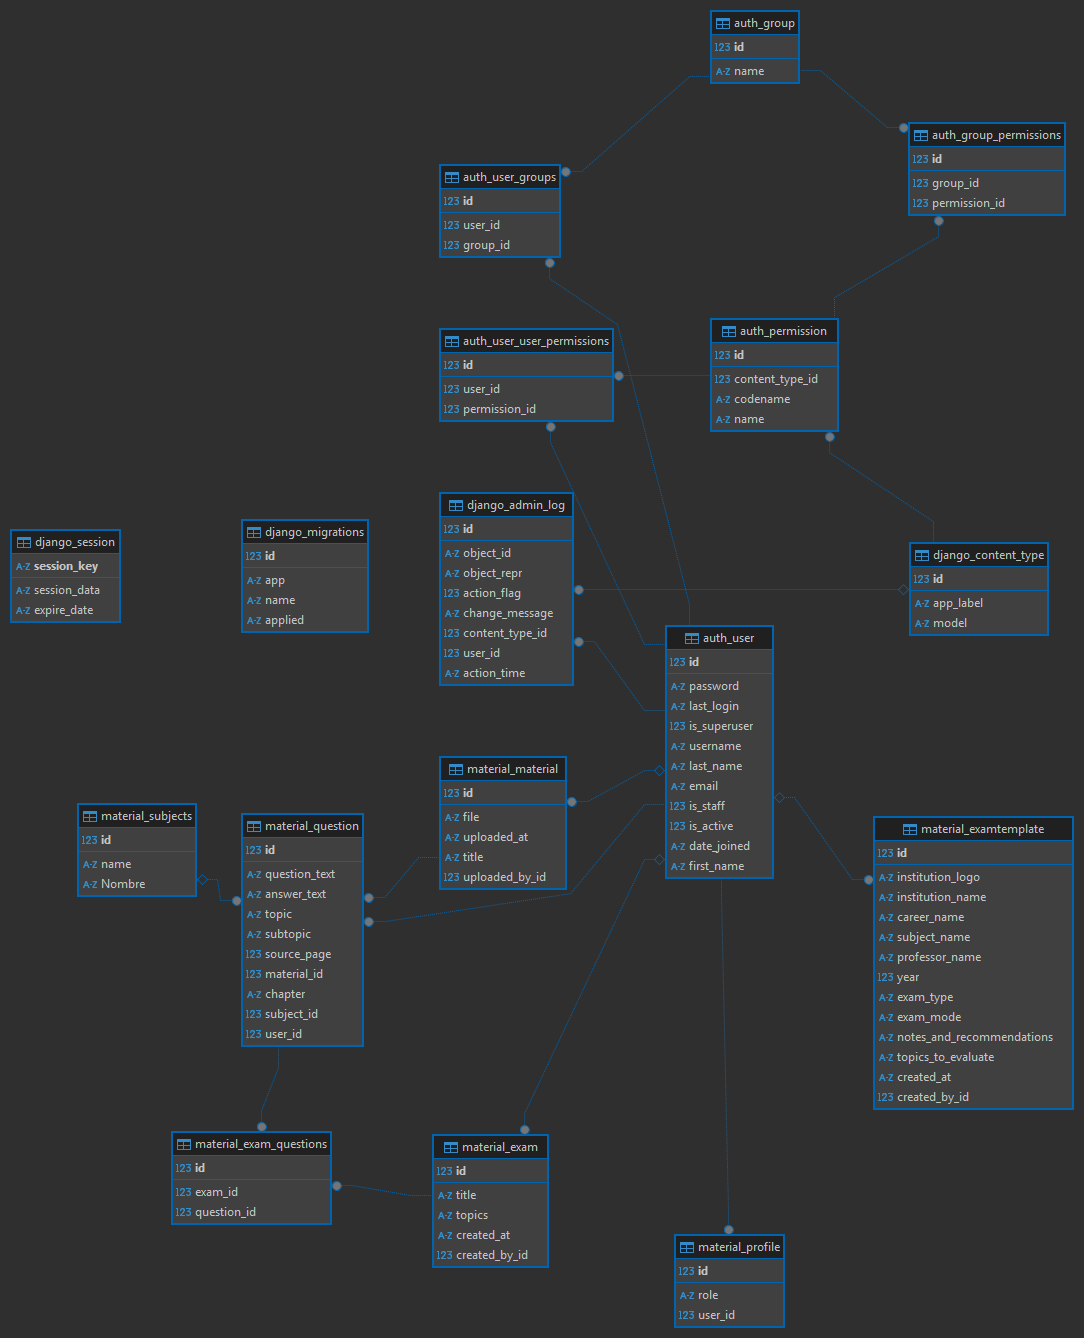 auth_group
123 id
A-Z name
auth_group_permissions
123 id
123 group_id
123 permission_id
auth_user_groups
123 id
123 user_id
123 group_id
auth_user_user_permissions
123 id
123 user_id
123 permission_id
auth_permission
123 id
123 content_type_id
A-Z codename
A-Z name
django_admin_log
123 id
A-Z object_id
A-Z object_repr
123 action_flag
A-Z change_message
123 content_type_id
123 user_id
A-Z action_time
django_session
A-Z session_key
A-Z session_data
A-Z expire_date
django_migrations
123 id
A-Z app
A-Z name
A-Z applied
django_content_type
123 id
A-Z app_label
A-Z model
auth_user
123 id
A-Z password
A-Z last_login
123 is_superuser
A-Z username
A-Z last_name
A-Z email
123 is_staff
123 is_active
A-Z date_joined
A-Z first_name
material_material
123 id
A-Z file
A-Z uploaded_at
A-Z title
123 uploaded_by_id
material_subjects
123 id
A-Z name
A-Z Nombre
material_question
123 id
A-Z question_text
A-Z answer_text
A-Z topic
A-Z subtopic
123 source_page
123 material_id
A-Z chapter
123 subject_id
123 user_id
material_examtemplate
123 id
A-Z institution_logo
A-Z institution_name
A-Z career_name
A-Z subject_name
A-Z professor_name
123 year
A-Z exam_type
A-Z exam_mode
A-Z notes_and_recommendations
A-Z topics_to_evaluate
A-Z created_at
123 created_by_id
material_exam_questions
123 id
123 exam_id
123 question_id
material_exam
123 id
A-Z title
A-Z topics
A-Z created_at
123 created_by_id
material_profile
123 id
A-Z role
123 user_id